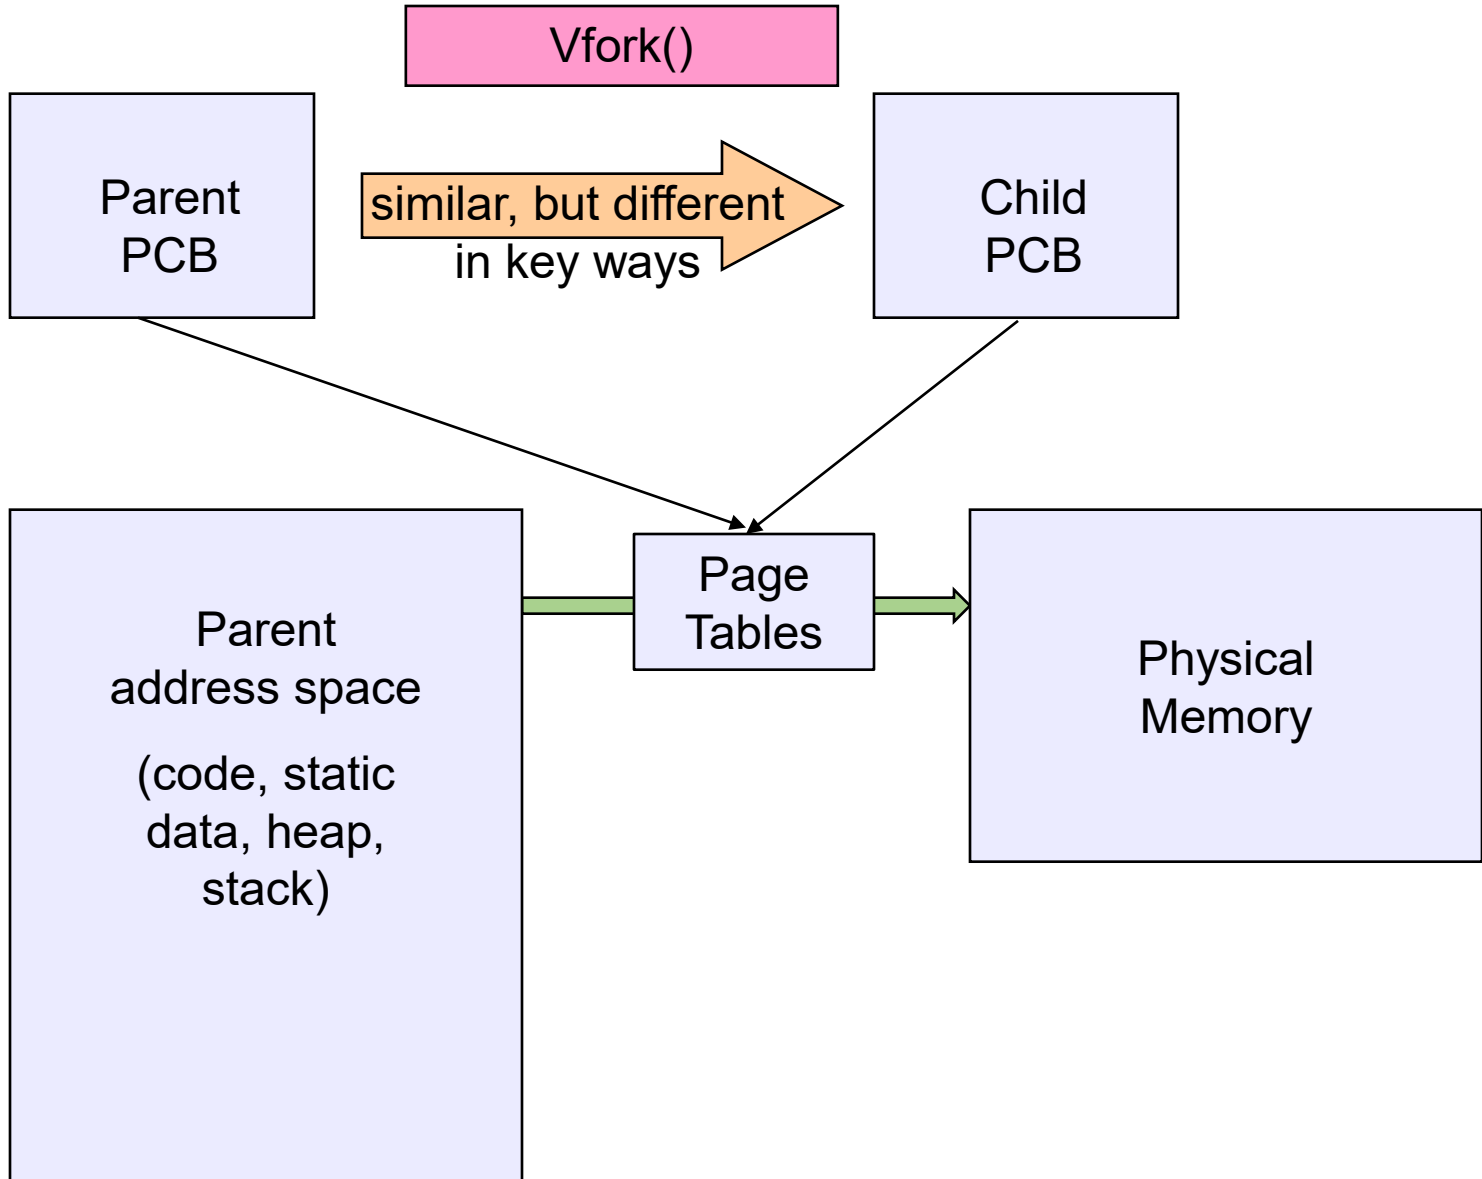 Vfork()
Parent
PCB
similar, but different
in key ways
Child
PCB
Parent
address space
(code, static
data, heap,
stack)
Page
Tables
Physical
Memory